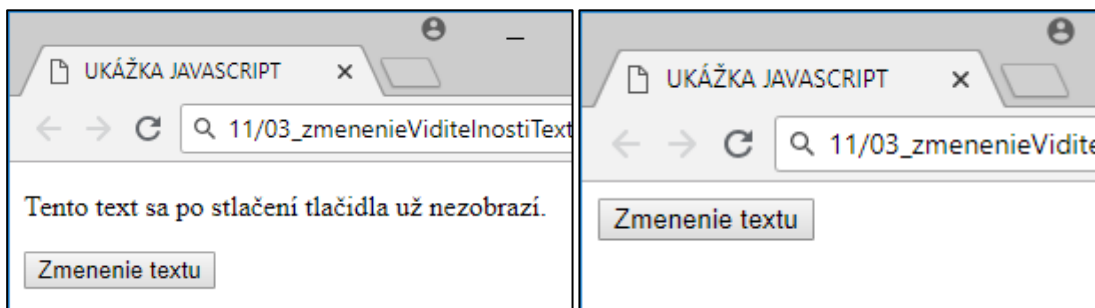 UKÁŽKA JAVASCRIPT
11/03_zmenenieViditelnostiText
Tento text sa po stlačení tlačidla už nezobrazí.
Zmenenie textu
UKÁŽKA JAVASCRIPT
11/03_zmenenieVidite
Zmenenie textu